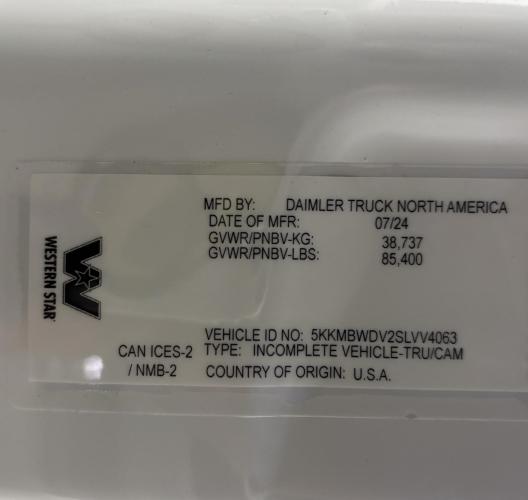 WESTERN STAR
MFD BY: DAIMLER TRUCK NORTH AMERICA
DATE OF MFR: 07/24
GVWR/PNBV-KG: 38,737
GVWR/PNBV-LBS: 85,400
VEHICLE ID NO: 5KKMBWDV2SLVV4063
CAN ICES-2 TYPE: INCOMPLETE VEHICLE-TRU/CAM
/ NMB-2 COUNTRY OF ORIGIN: U.S.A.